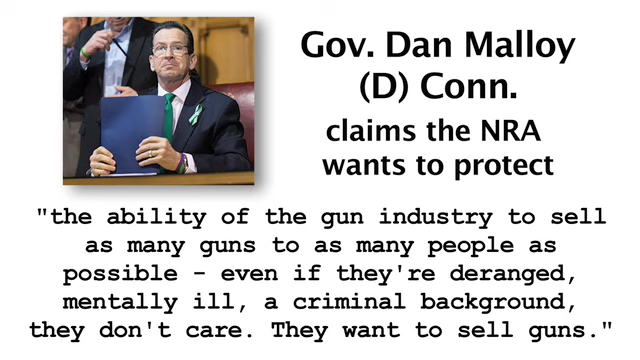 Gov. Dan Malloy
(D) Conn.
claims the NRA
wants to protect
"the ability of the gun industry to sell
as many guns to as many people as
possible - even if they're deranged,
mentally ill, a criminal background,
they don't care. They want to sell guns."